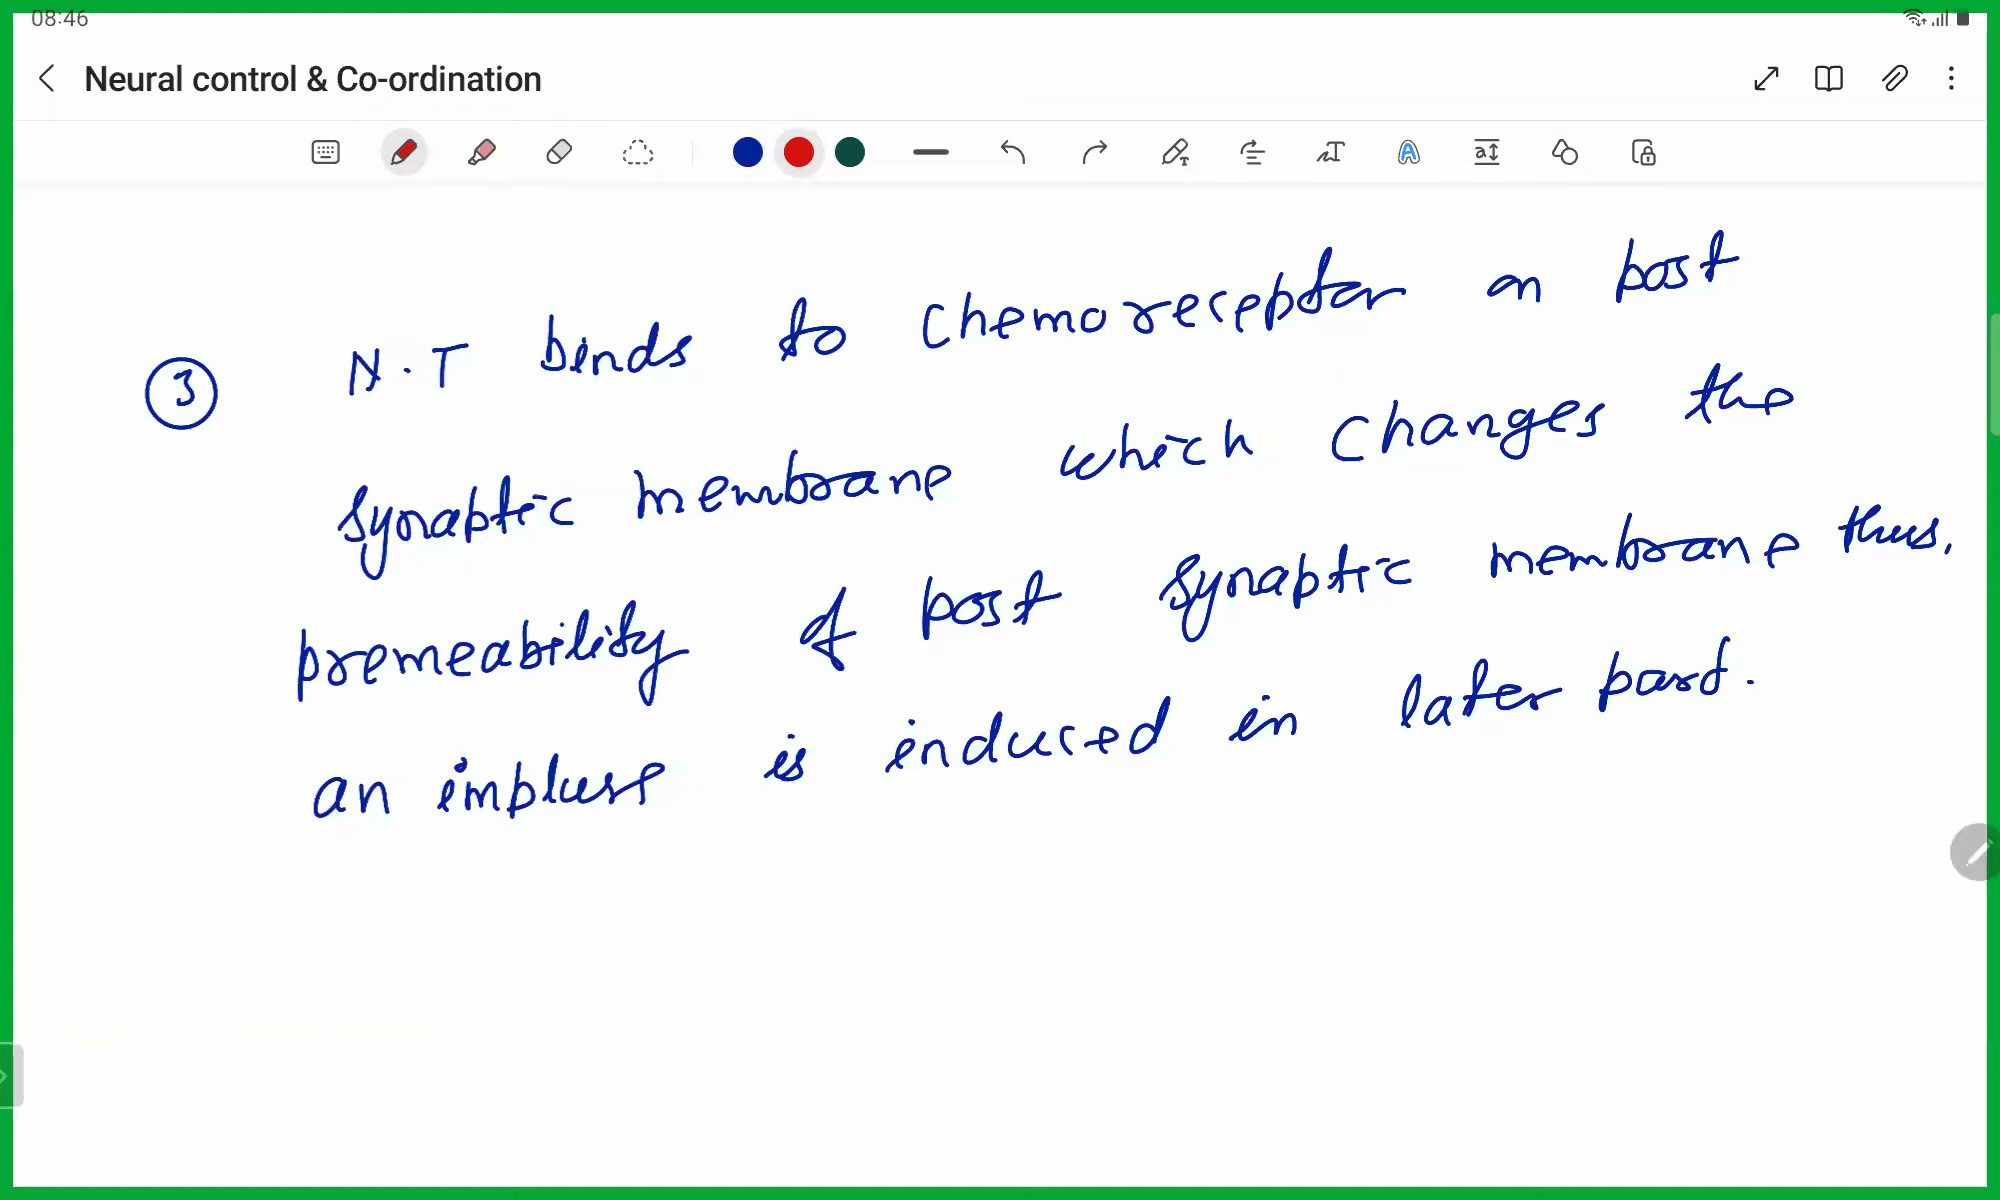 08:46
Neural control & Co-ordination
③ N.T binds to chemoreceptor on post
synaptic membrane which changes the
premeability of post synaptic membrane thus,
an implurse is induced in later part.